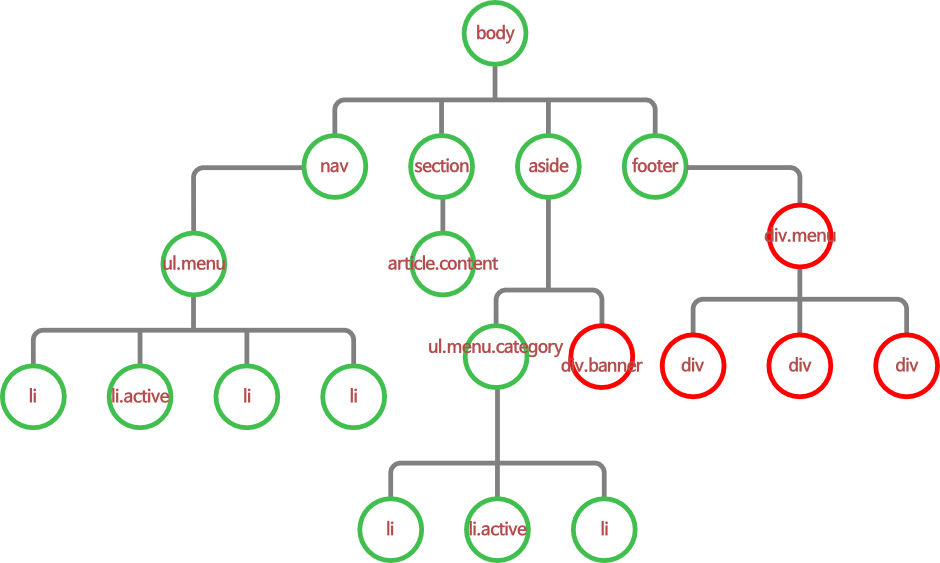 body
nav
section
aside
footer
div.menu
ul.menu
article.content
ul.menu.category
div.banner
div
div
div
li
li.active
li
li
li
li.active
li